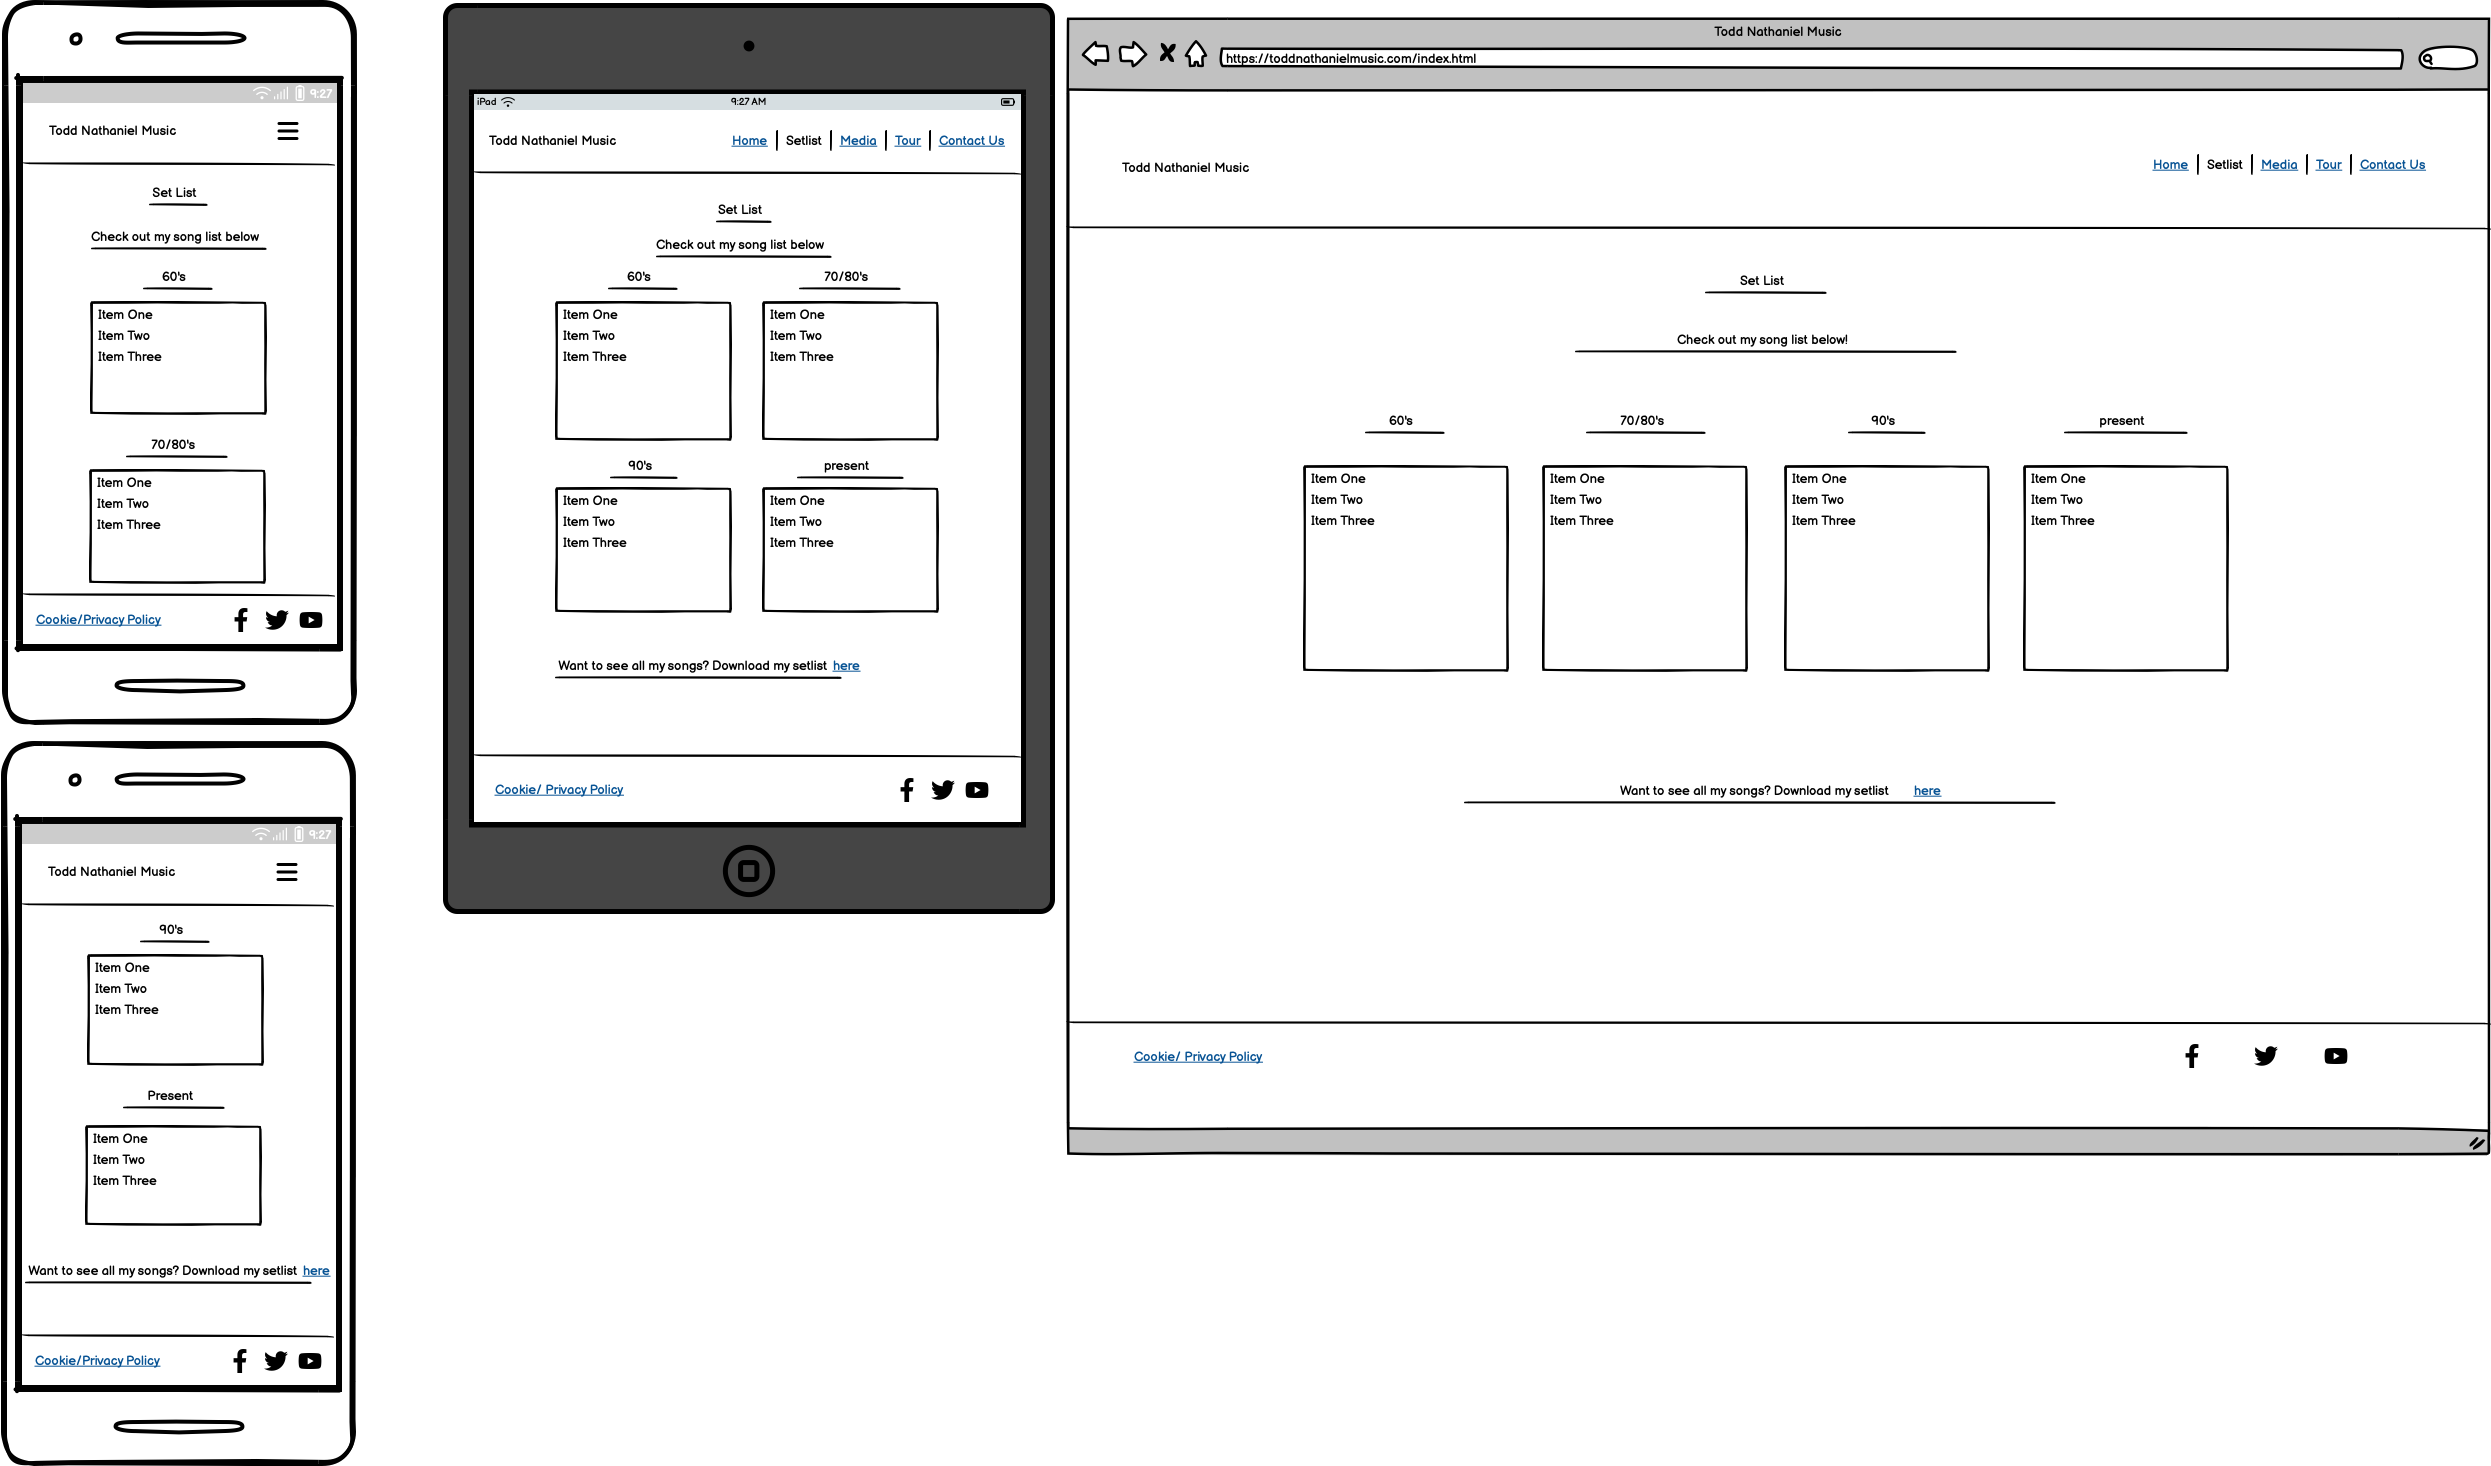 9:27
Todd Nathaniel Music
Set List
Check out my song list below
60's
Item One
Item Two
Item Three
70/80's
Item One
Item Two
Item Three
Cookie/Privacy Policy
9:27
Todd Nathaniel Music
90's
Item One
Item Two
Item Three
Present
Item One
Item Two
Item Three
Want to see all my songs? Download my setlist here
Cookie/Privacy Policy
iPad 9:27 AM
Todd Nathaniel Music Home Setlist Media Tour Contact Us
Set List
Check out my song list below
60's 70/80's
Item One Item One
Item Two Item Two
Item Three Item Three
90's present
Item One Item One
Item Two Item Two
Item Three Item Three
Want to see all my songs? Download my setlist here
Cookie/ Privacy Policy
Todd Nathaniel Music
https://toddnathanielmusic.com/index.html
Todd Nathaniel Music Home Setlist Media Tour Contact Us
Set List
Check out my song list below!
60's 70/80's 90's present
Item One Item One Item One Item One
Item Two Item Two Item Two Item Two
Item Three Item Three Item Three Item Three
Want to see all my songs? Download my setlist here
Cookie/ Privacy Policy